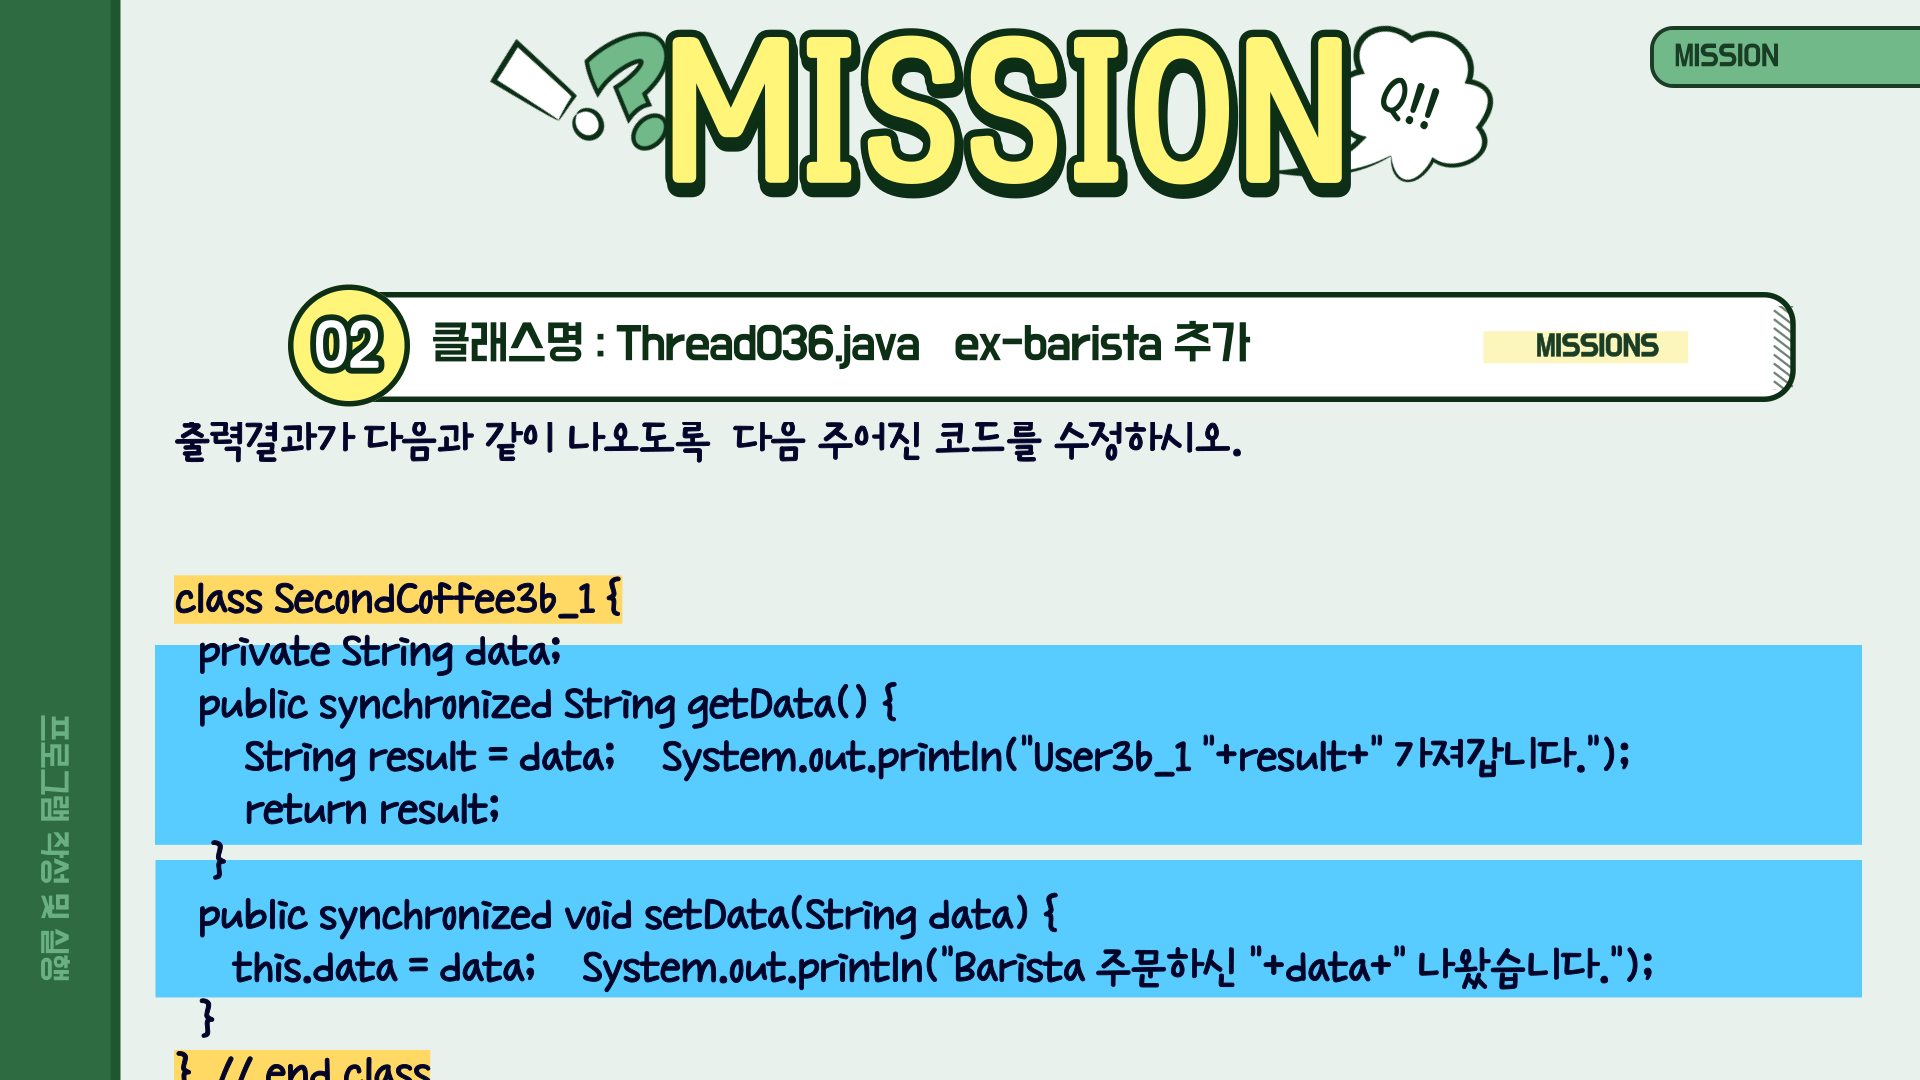 MISSION
MISSION
Q!!
02
클래스명 : Thread036.java   ex-barista 추가
MISSIONS
출력결과가 다음과 같이 나오도록  다음 주어진 코드를 수정하시오.
class SecondCoffee3b_1 {
private String data;
public synchronized String getData() {
String result = data;    System.out.println("User3b_1 "+result+" 가져갑니다.");
return result;
}
public synchronized void setData(String data) {
this.data = data;    System.out.println("Barista 주문하신 "+data+" 나왔습니다.");
}
}  // end class
프로그램 작성 및 실행